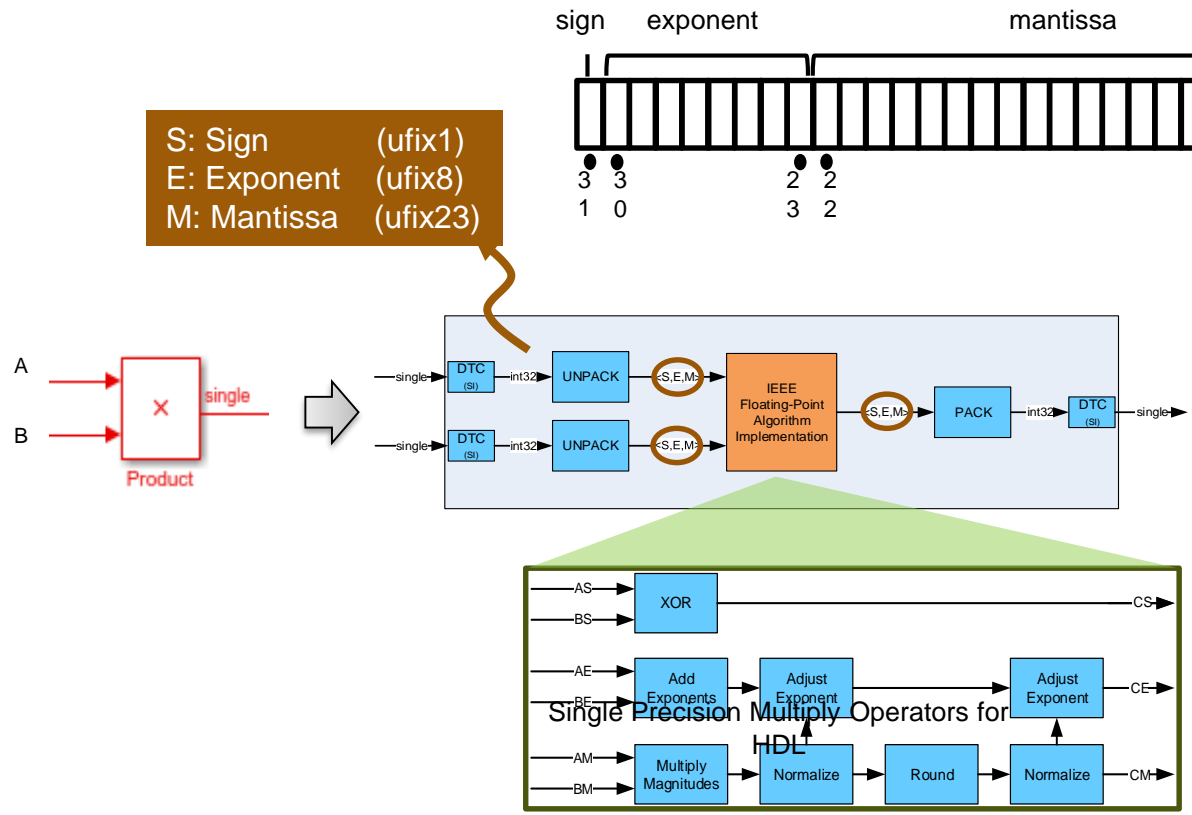 sign exponent mantissa
3 3 2 2
1 0 3 2
S: Sign (ufix1)
E: Exponent (ufix8)
M: Mantissa (ufix23)
A
B
×
single
Product
single
DTC
(SI)
int32
UNPACK
<S,E,M>
single
DTC
(SI)
int32
UNPACK
<S,E,M>
IEEE
Floating-Point
Algorithm
Implementation
<S,E,M>
PACK
int32
DTC
(SI)
single
AS
BS
XOR
CS
AE
BE
Add
Exponents
Adjust
Exponent
Adjust
Exponent
CE
Single Precision Multiply Operators for
HDL
AM
BM
Multiply
Magnitudes
Normalize
Round
Normalize
CM